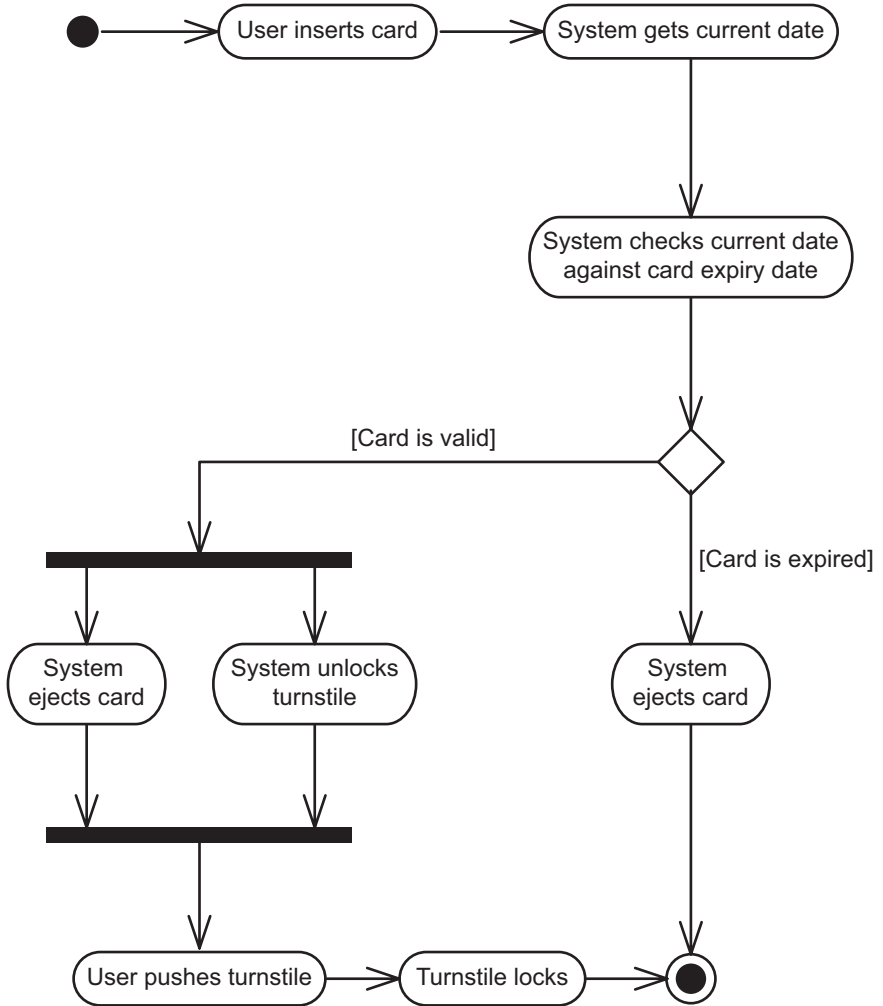 User inserts card
System gets current date
System checks current date
against card expiry date
[Card is valid]
[Card is expired]
System
ejects card
System unlocks
turnstile
System
ejects card
User pushes turnstile
Turnstile locks